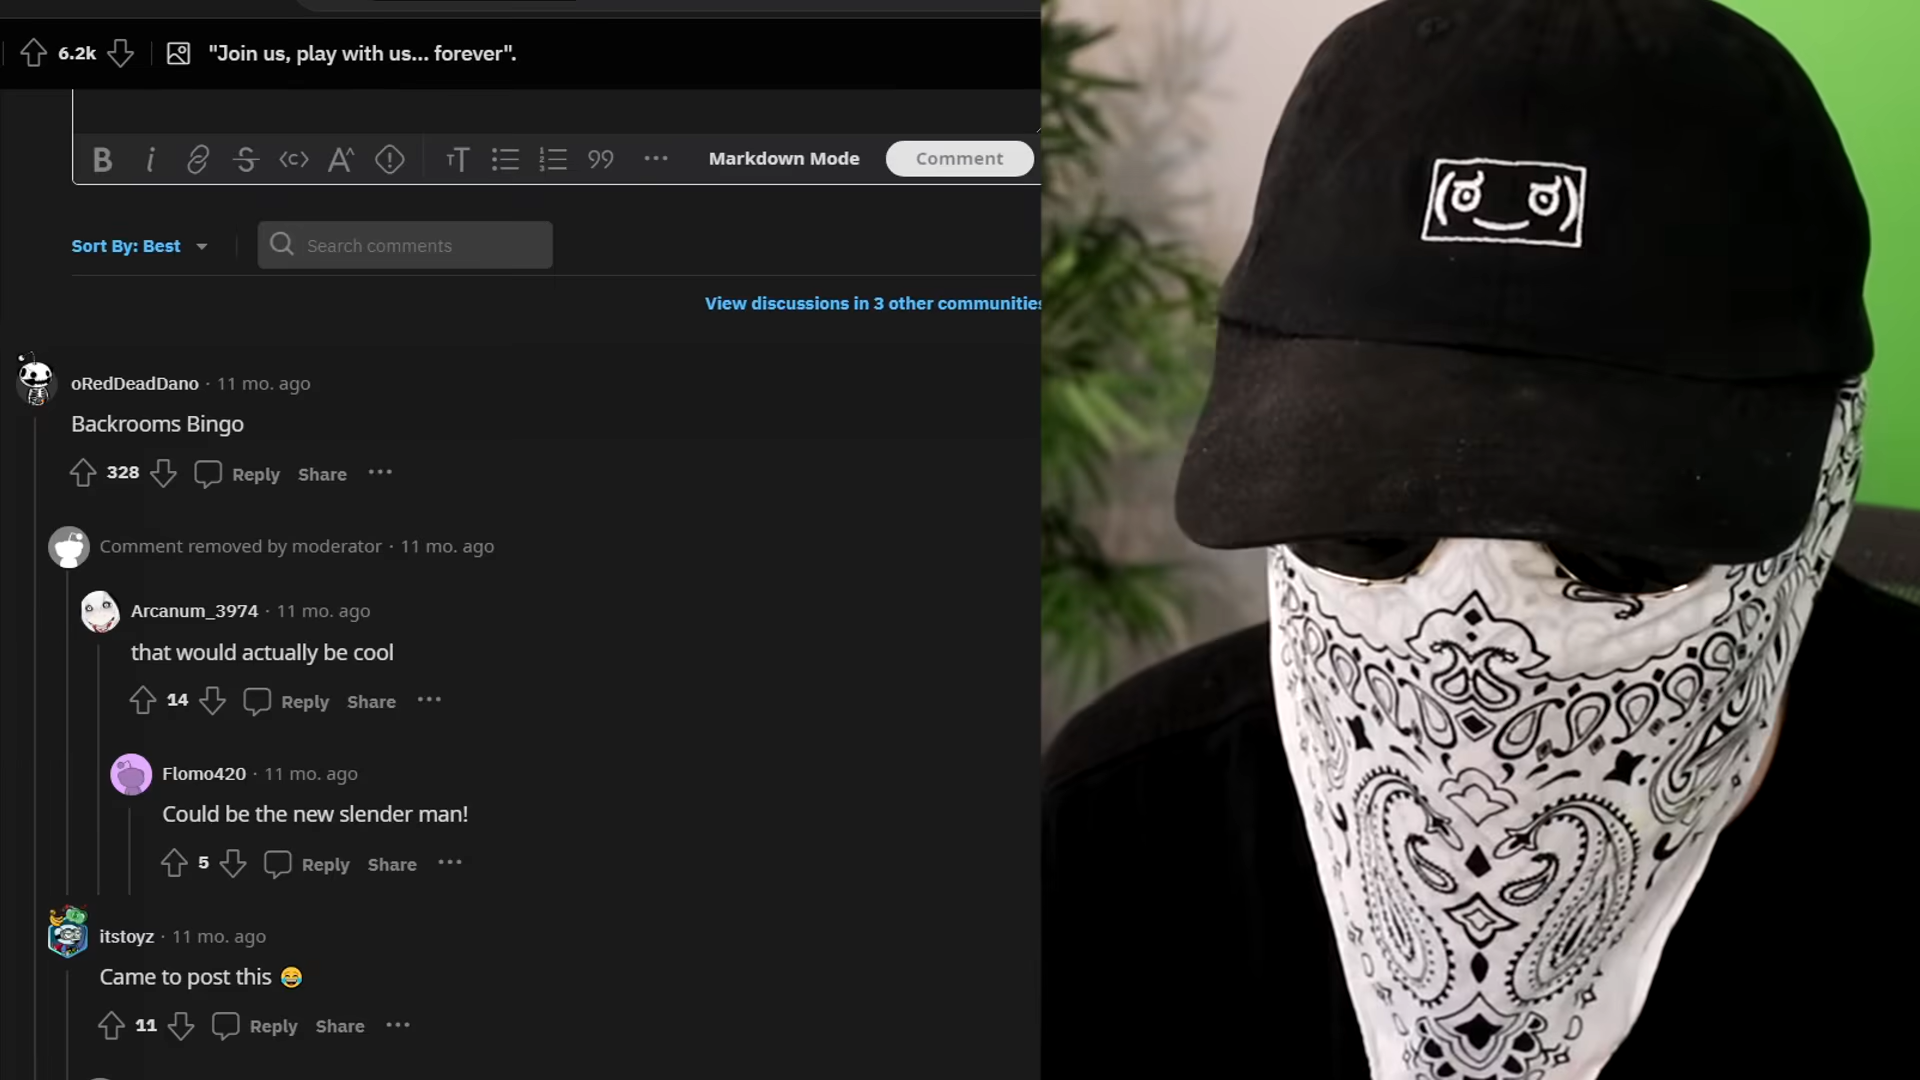 6.2k
"Join us, play with us... forever".
Markdown Mode
Comment
Sort By: Best
Search comments
View discussions in 3 other communities
oRedDeadDano · 11 mo. ago
Backrooms Bingo
328 Reply Share ...
Comment removed by moderator · 11 mo. ago
Arcanum_3974 · 11 mo. ago
that would actually be cool
14 Reply Share ...
Flomo420 · 11 mo. ago
Could be the new slender man!
5 Reply Share ...
itstoyz · 11 mo. ago
Came to post this 😂
11 Reply Share ...